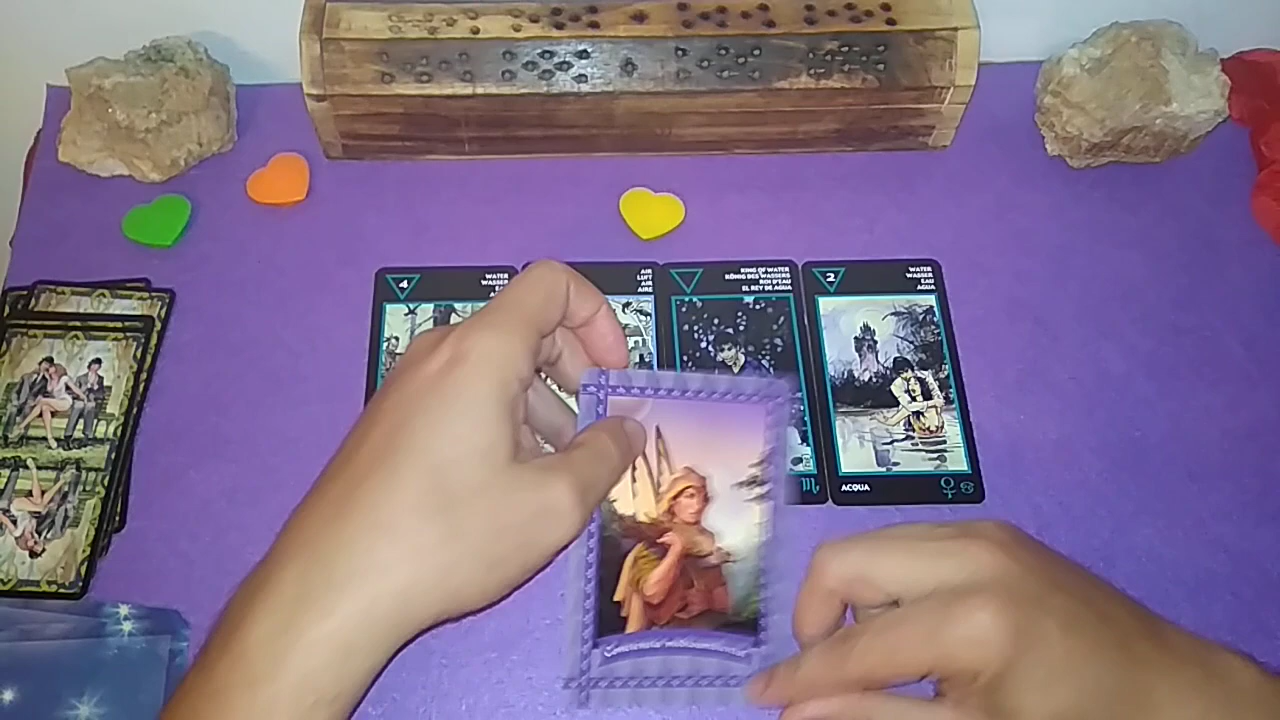 4
WATER
WASSER
AIR
LUFT
AIR
AIRE
KING OF WATER
KÖNIG DES WASSERS
ROI D'EAU
EL REY DE AGUA
2
WATER
WASSER
EAU
AGUA
ACQUA